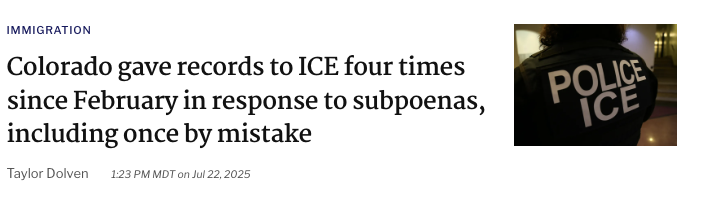 IMMIGRATION
Colorado gave records to ICE four times
since February in response to subpoenas,
including once by mistake
Taylor Dolven 1:23 PM MDT on Jul 22, 2025
POLICE
ICE